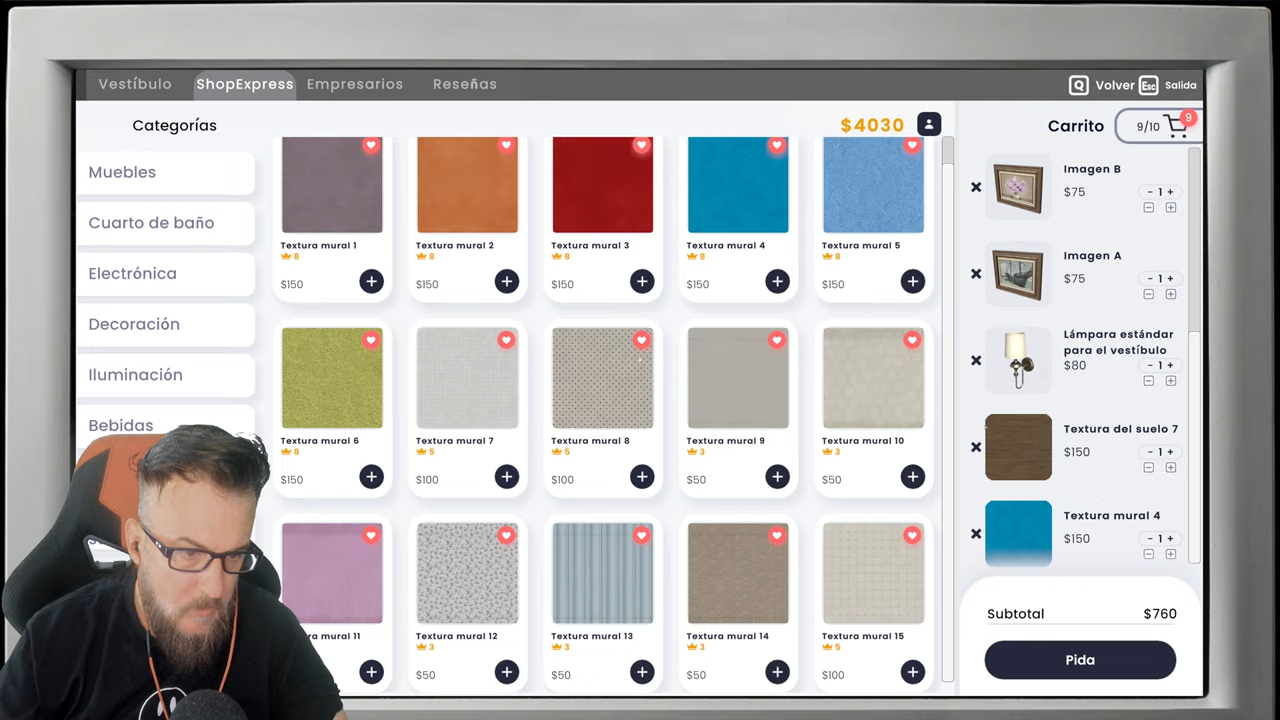 Vestíbulo
ShopExpress
Empresarios
Reseñas
Q Volver Esc Salida
Categorías
$4030
Carrito
9/10
9
Muebles
Cuarto de baño
Electrónica
Decoración
Iluminación
Bebidas
Textura mural 1
8
$150
Textura mural 2
8
$150
Textura mural 3
8
$150
Textura mural 4
8
$150
Textura mural 5
8
$150
Textura mural 6
8
$150
Textura mural 7
5
$100
Textura mural 8
5
$100
Textura mural 9
3
$50
Textura mural 10
3
$50
mural 11
Textura mural 12
3
$50
Textura mural 13
3
$50
Textura mural 14
3
$50
Textura mural 15
5
$100
Imagen B
$75
- 1 +
Imagen A
$75
- 1 +
Lámpara estándar
para el vestíbulo
$80
- 1 +
Textura del suelo 7
$150
- 1 +
Textura mural 4
$150
- 1 +
Subtotal $760
Pida